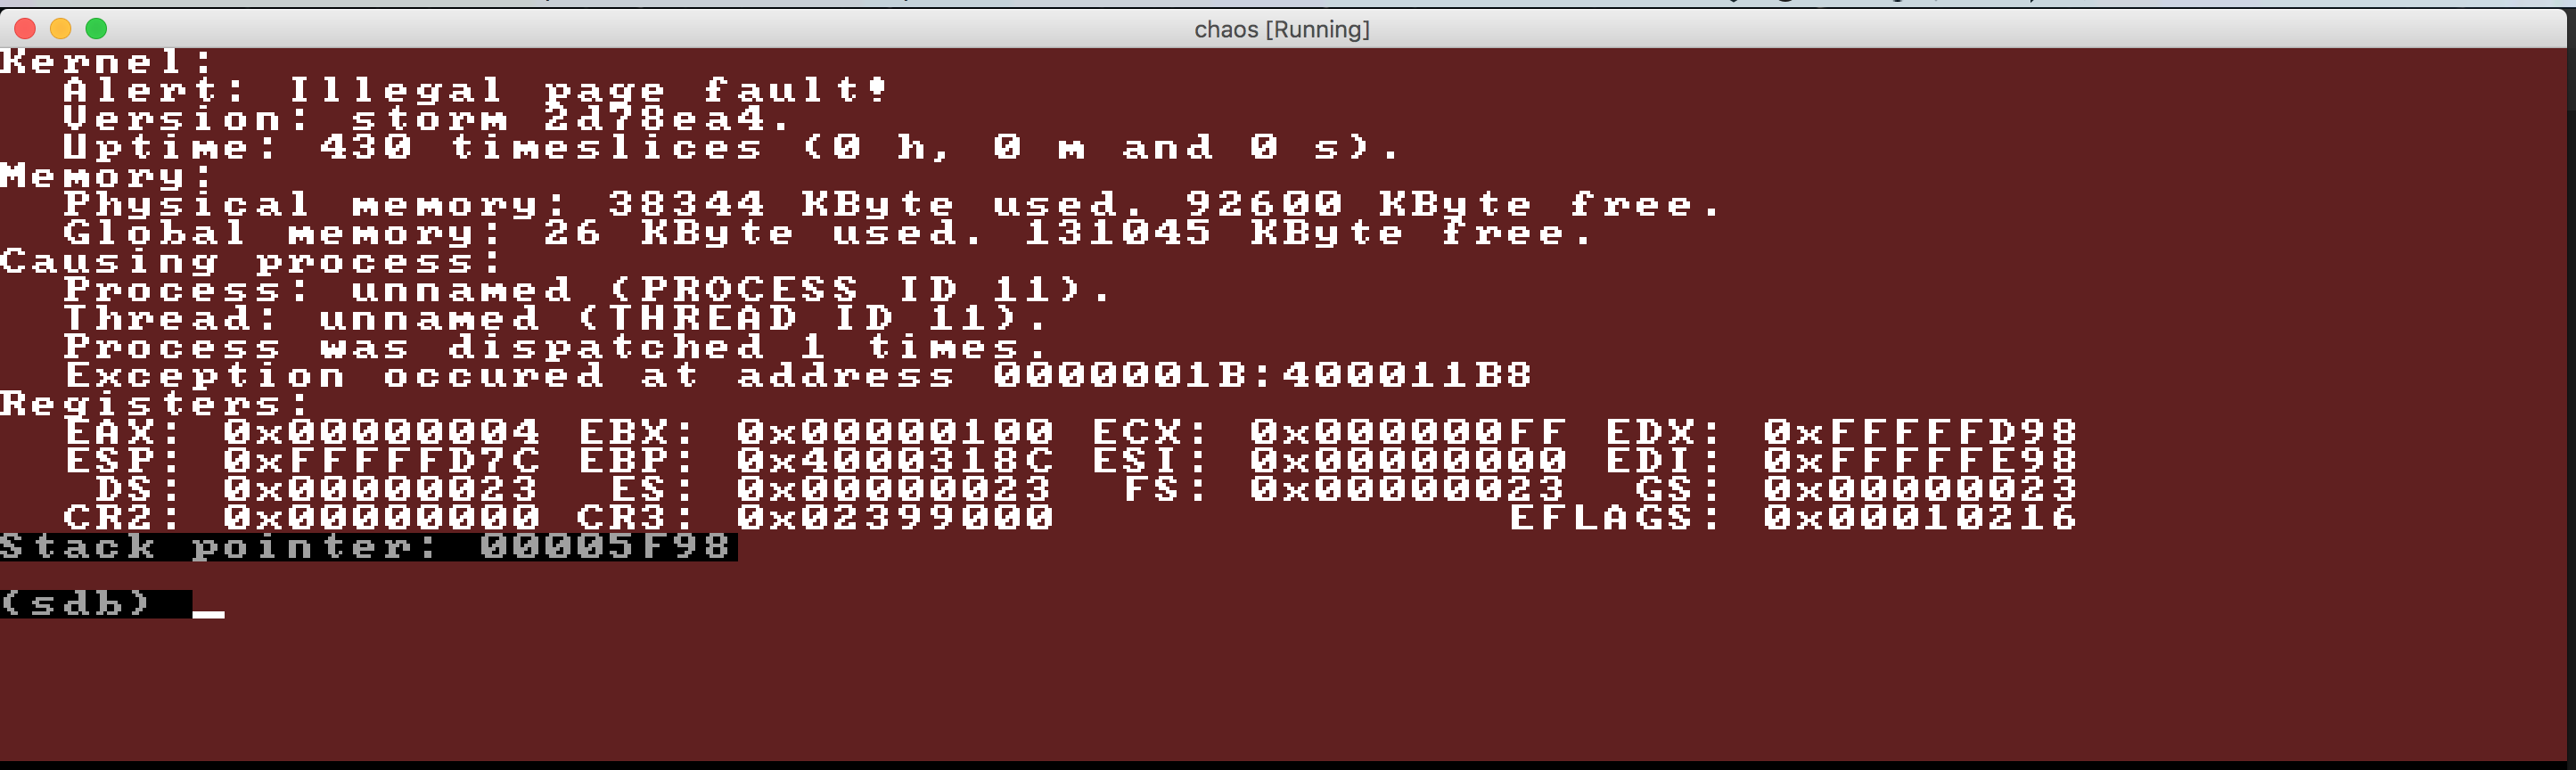 chaos [Running]
Kernel:
Alert: Illegal page fault!
Version: storm 2d78ea4.
Uptime: 430 timeslices (0 h, 0 m and 0 s).
Memory:
Physical memory: 38344 KByte used. 92600 KByte free.
Global memory: 26 KByte used. 131045 KByte free.
Causing process:
Process: unnamed (PROCESS ID 11).
Thread: unnamed (THREAD ID 11).
Process was dispatched 1 times.
Exception occured at address 0000001B:400011B8
Registers:
EAX: 0x00000004 EBX: 0x00000100 ECX: 0x000000FF EDX: 0xFFFFFD98
ESP: 0xFFFFFD7C EBP: 0x4000318C ESI: 0x00000000 EDI: 0xFFFFFE98
DS: 0x00000023 ES: 0x00000023 FS: 0x00000023 GS: 0x00000023
CR2: 0x00000000 CR3: 0x02399000 EFLAGS: 0x00010216
Stack pointer: 00005F98
(sdb) _